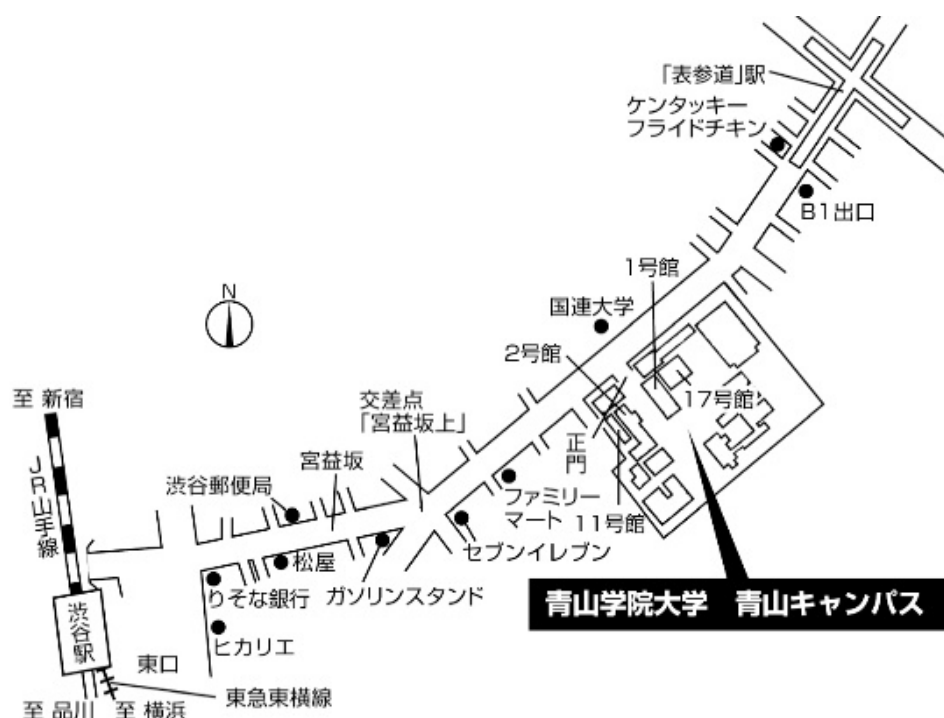 「表参道」駅
ケンタッキー
フライドチキン
B1出口
1号館
国連大学
N
2号館
至 新宿
交差点
「宮益坂上」
17号館
正門
宮益坂
渋谷郵便局
JR山手線
ファミリー
マート
11号館
セブンイレブン
松屋
りそな銀行
ガソリンスタンド
青山学院大学 青山キャンパス
渋谷駅
ヒカリエ
東口
東急東横線
至 品川
至 横浜